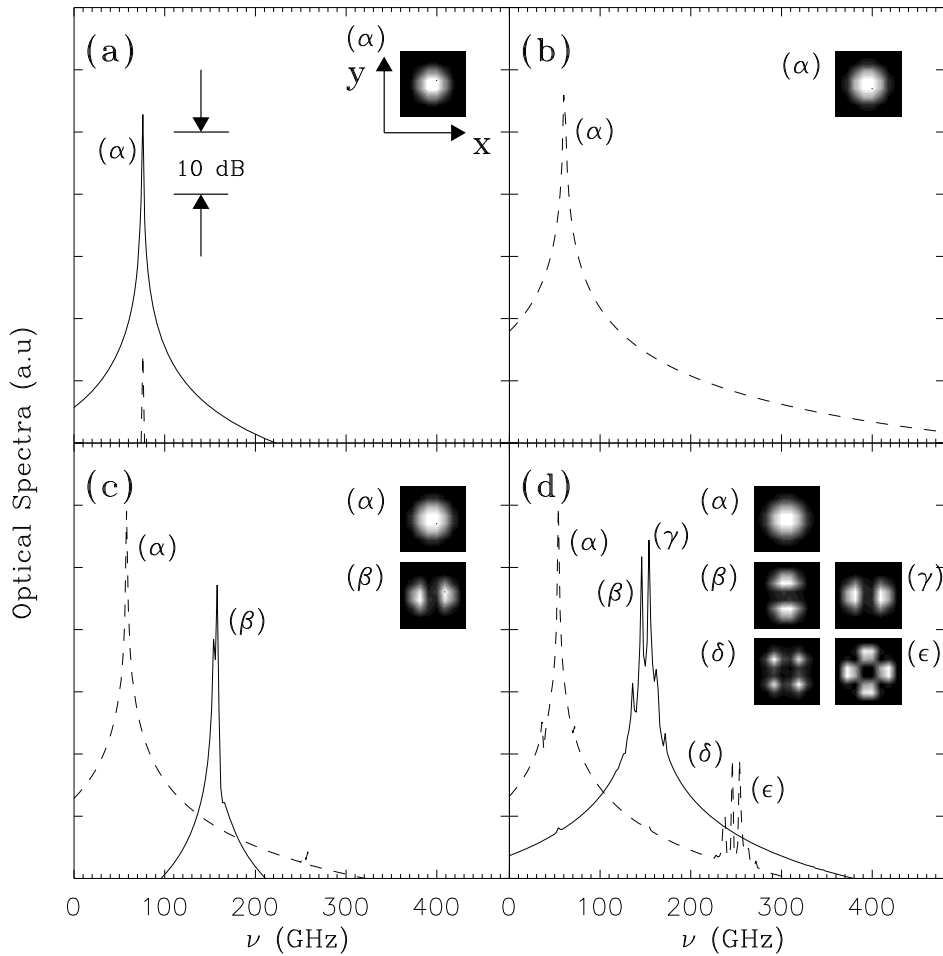 Optical Spectra (a.u)
(a)
(α)
y
x
(α)
10 dB
(b)
(α)
(α)
(c)
(α)
(α)
(β)
(β)
(d)
(α)
(α)
(γ)
(β)
(γ)
(β)
(δ)
(ϵ)
(δ)
(ϵ)
0 100 200 300 400
0 100 200 300 400
ν (GHz)
ν (GHz)